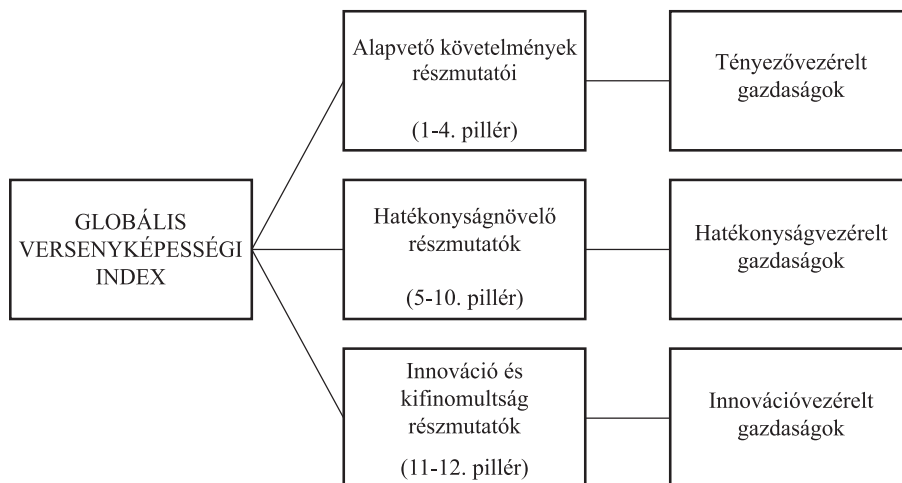 Alapvető követelmények
részmutatói
(1-4. pillér)
Tényezővezérelt
gazdaságok
GLOBÁLIS
VERSENYKÉPESSÉGI
INDEX
Hatékonyságnövelő
részmutatók
(5-10. pillér)
Hatékonyságvezérelt
gazdaságok
Innováció és
kifinomultság
részmutatók
(11-12. pillér)
Innovációvezérelt
gazdaságok